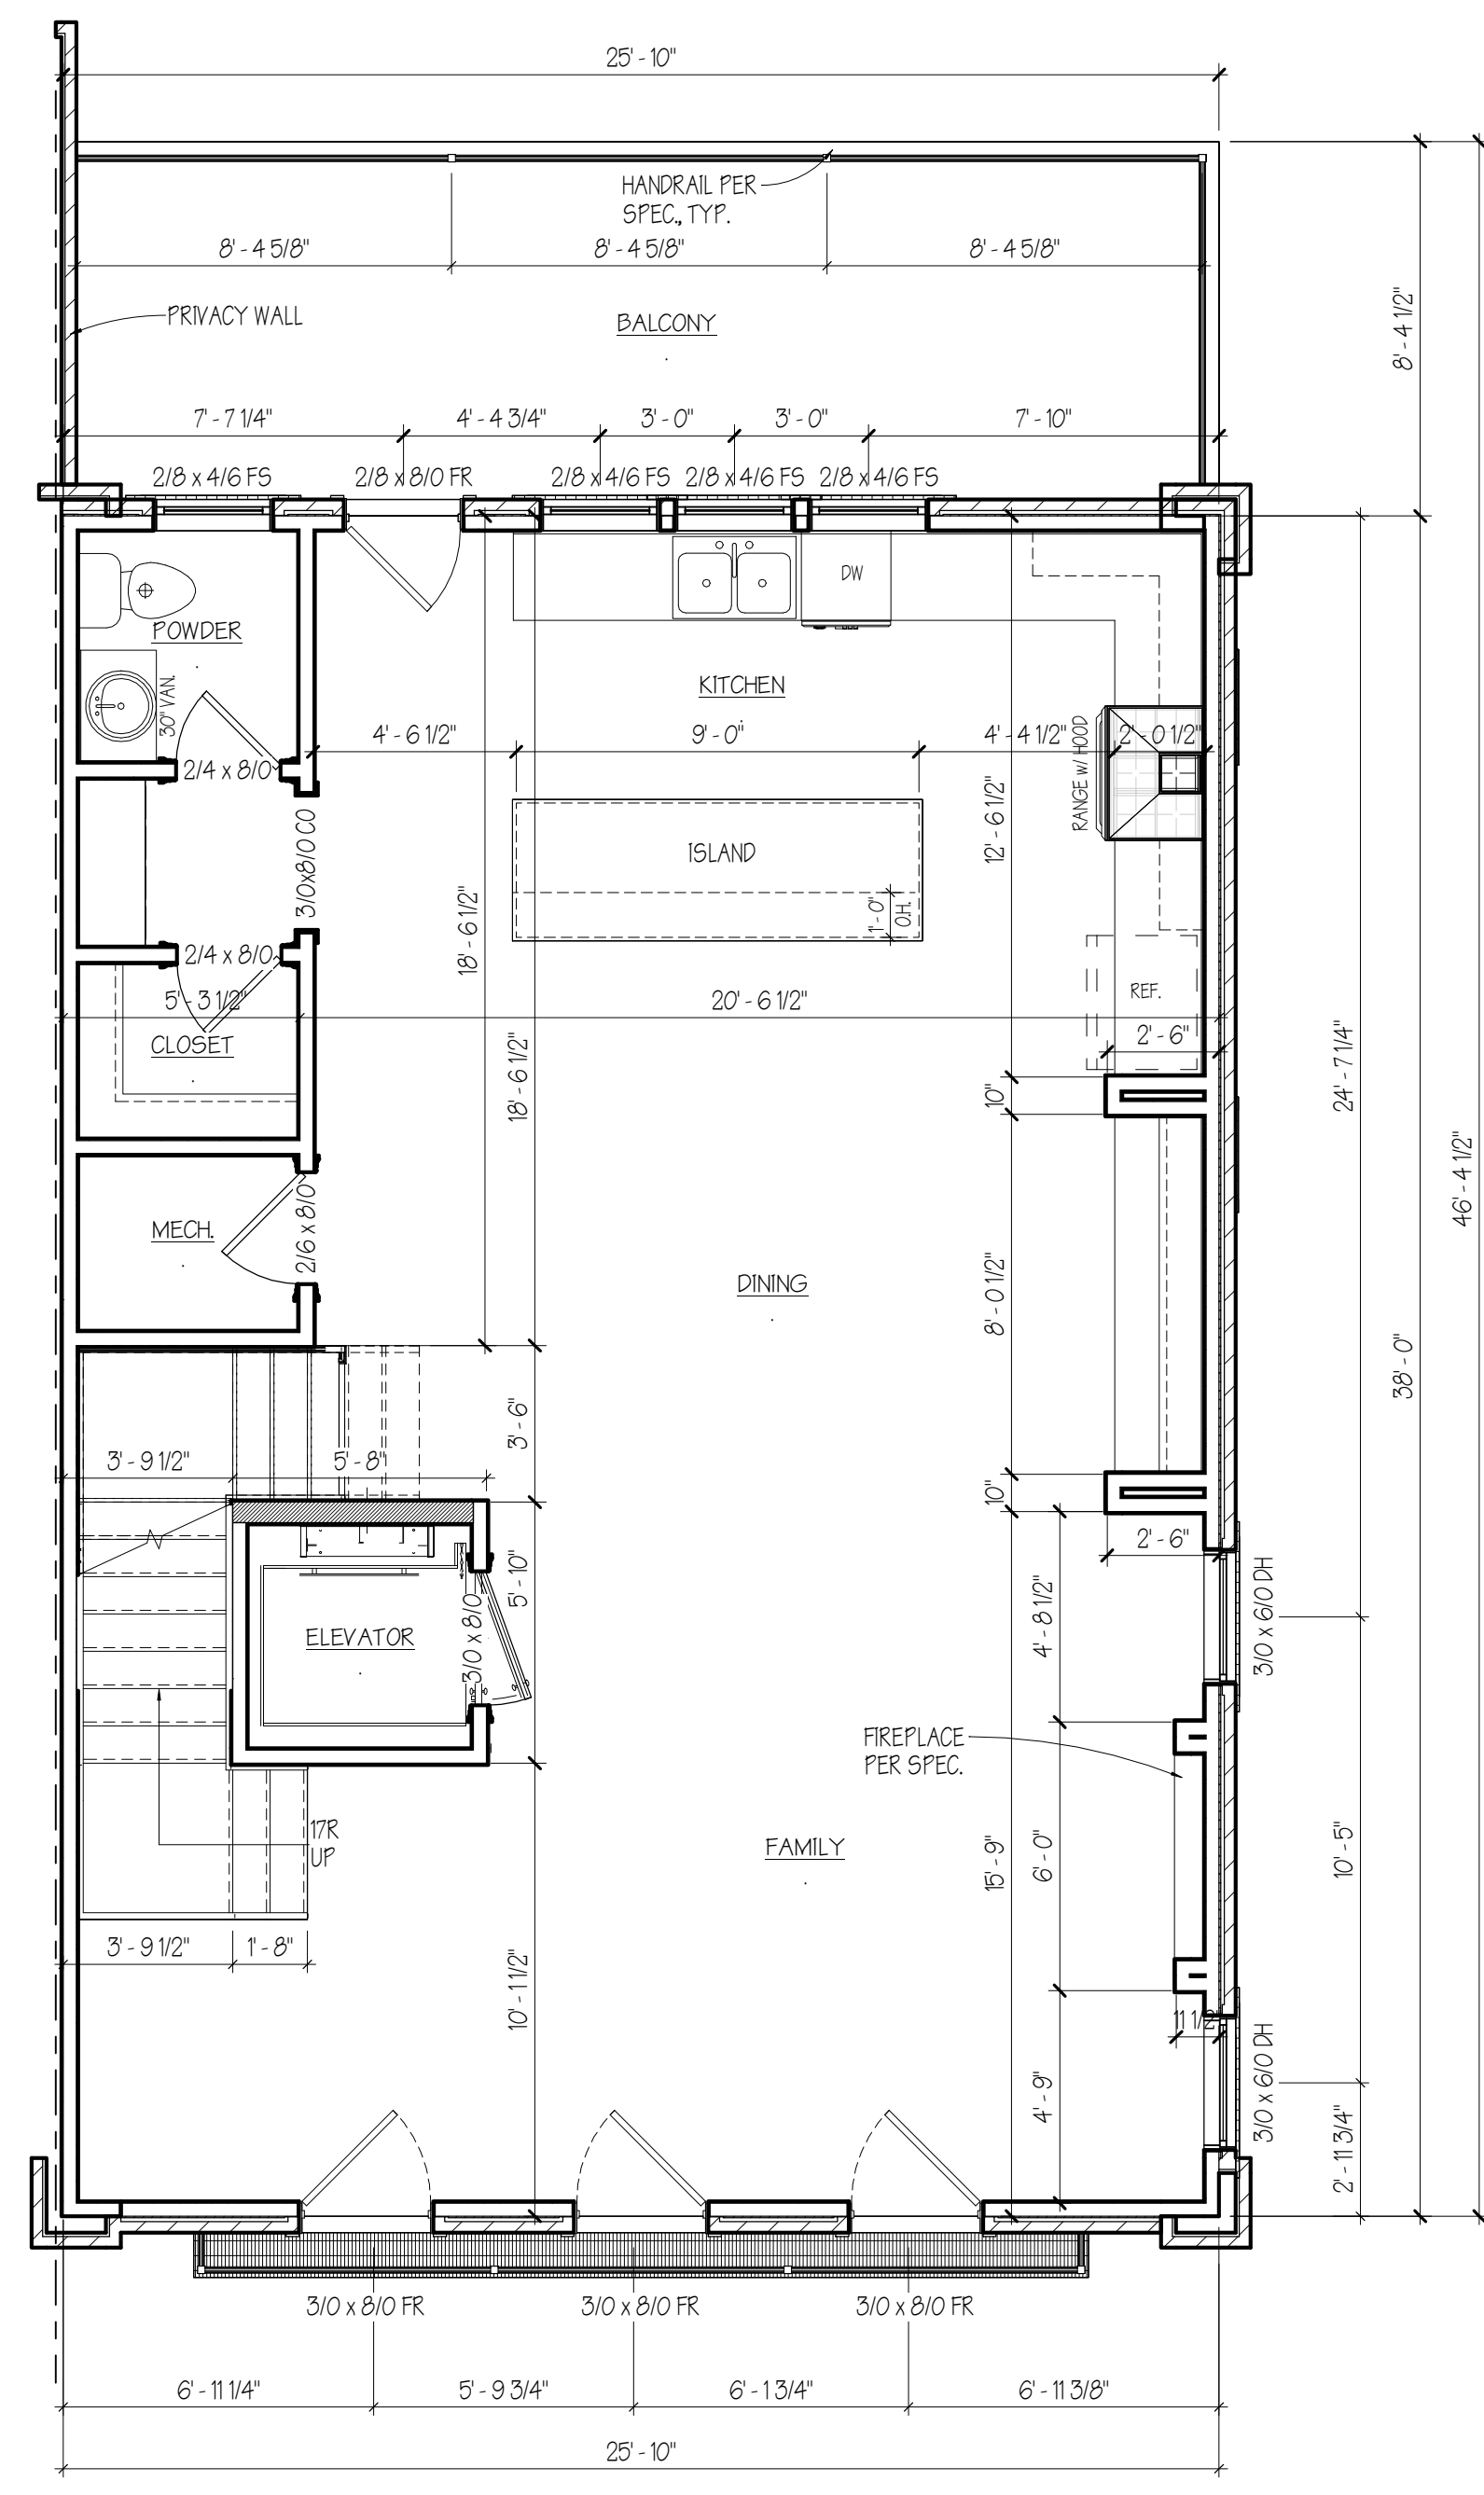 25' - 10"
HANDRAIL PER
SPEC., TYP.
8' - 4 5/8"
8' - 4 5/8"
8' - 4 5/8"
PRIVACY WALL
BALCONY
8' - 4 1/2"
7' - 7 1/4"
4' - 4 3/4"
3' - 0"
3' - 0"
7' - 10"
2/8 x 4/6 FS
2/8 x 8/0 FR
2/8 x 4/6 FS
2/8 x 4/6 FS
2/8 x 4/6 FS
DW
POWDER
30" VAN.
KITCHEN
4' - 6 1/2"
9' - 0"
4' - 4 1/2"
2' - 0 1/2"
RANGE w/ HOOD
2/4 x 8/0
3/0x8/0 CO
ISLAND
12' - 6 1/2"
1' - 0"
O.H.
18' - 6 1/2"
2/4 x 8/0
5' - 3 1/2"
20' - 6 1/2"
REF.
2' - 6"
CLOSET
18' - 6 1/2"
10"
24' - 7 1/4"
46' - 4 1/2"
MECH.
2/6 x 8/0
DINING
8' - 0 1/2"
38' - 0"
3' - 6"
3' - 9 1/2"
5' - 8"
10"
2' - 6"
5' - 10"
4' - 8 1/2"
3/0 x 6/0 DH
ELEVATOR
3/0 x 8/0
FIREPLACE
PER SPEC.
17R
UP
FAMILY
15' - 9"
6' - 0"
10' - 5"
3' - 9 1/2"
1' - 8"
10' - 1 1/2"
11 1/2"
4' - 9"
3/0 x 6/0 DH
2' - 11 3/4"
3/0 x 8/0 FR
3/0 x 8/0 FR
3/0 x 8/0 FR
6' - 11 1/4"
5' - 9 3/4"
6' - 1 3/4"
6' - 11 3/8"
25' - 10"